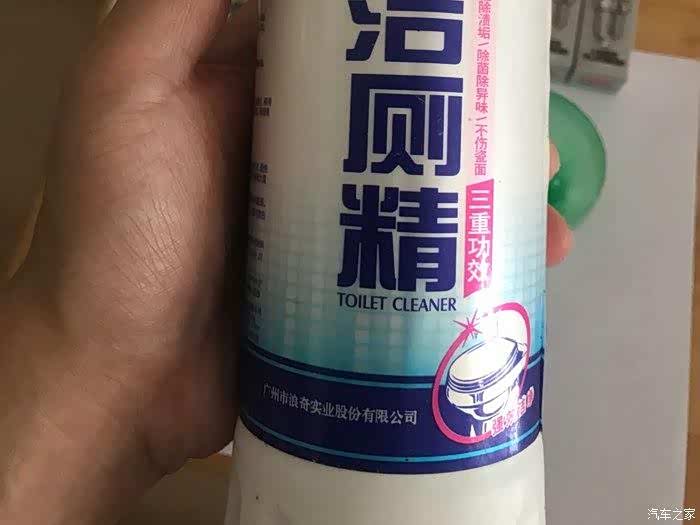 洁厕精
TOILET CLEANER
除渍垢/除菌除异味/不伤瓷面
三重功效
广州市浪奇实业股份有限公司
汽车之家